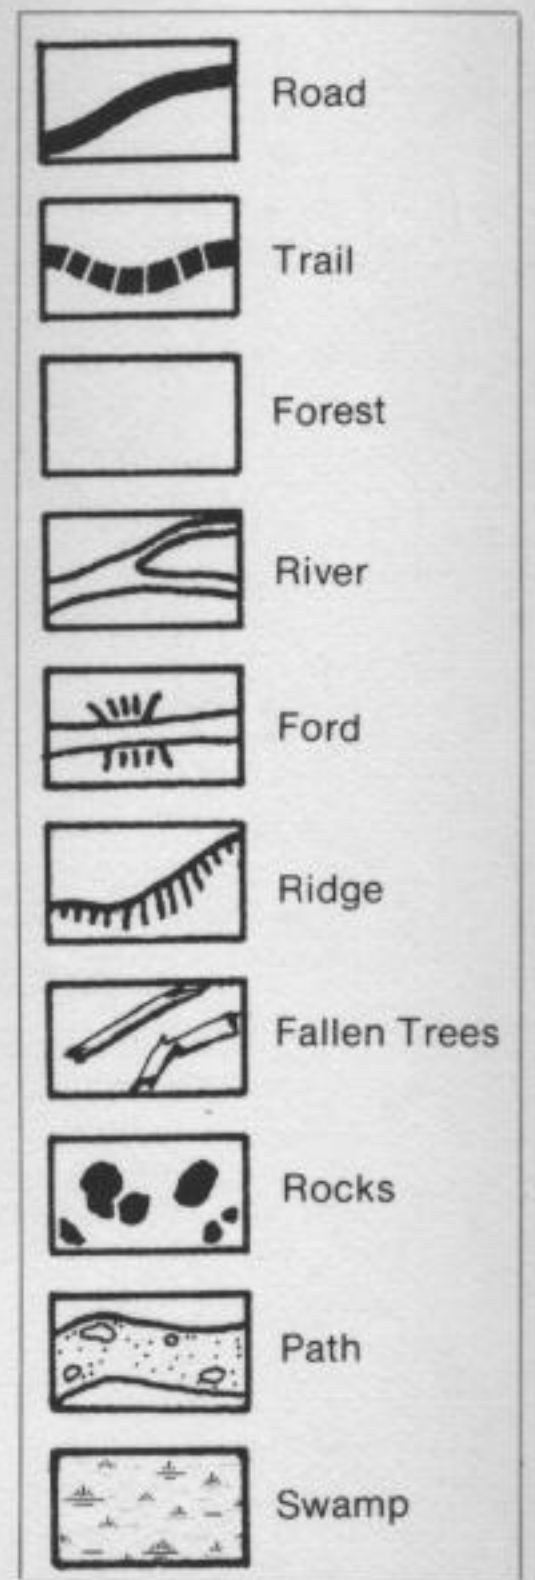 Road
Trail
Forest
River
Ford
Ridge
Fallen Trees
Rocks
Path
Swamp